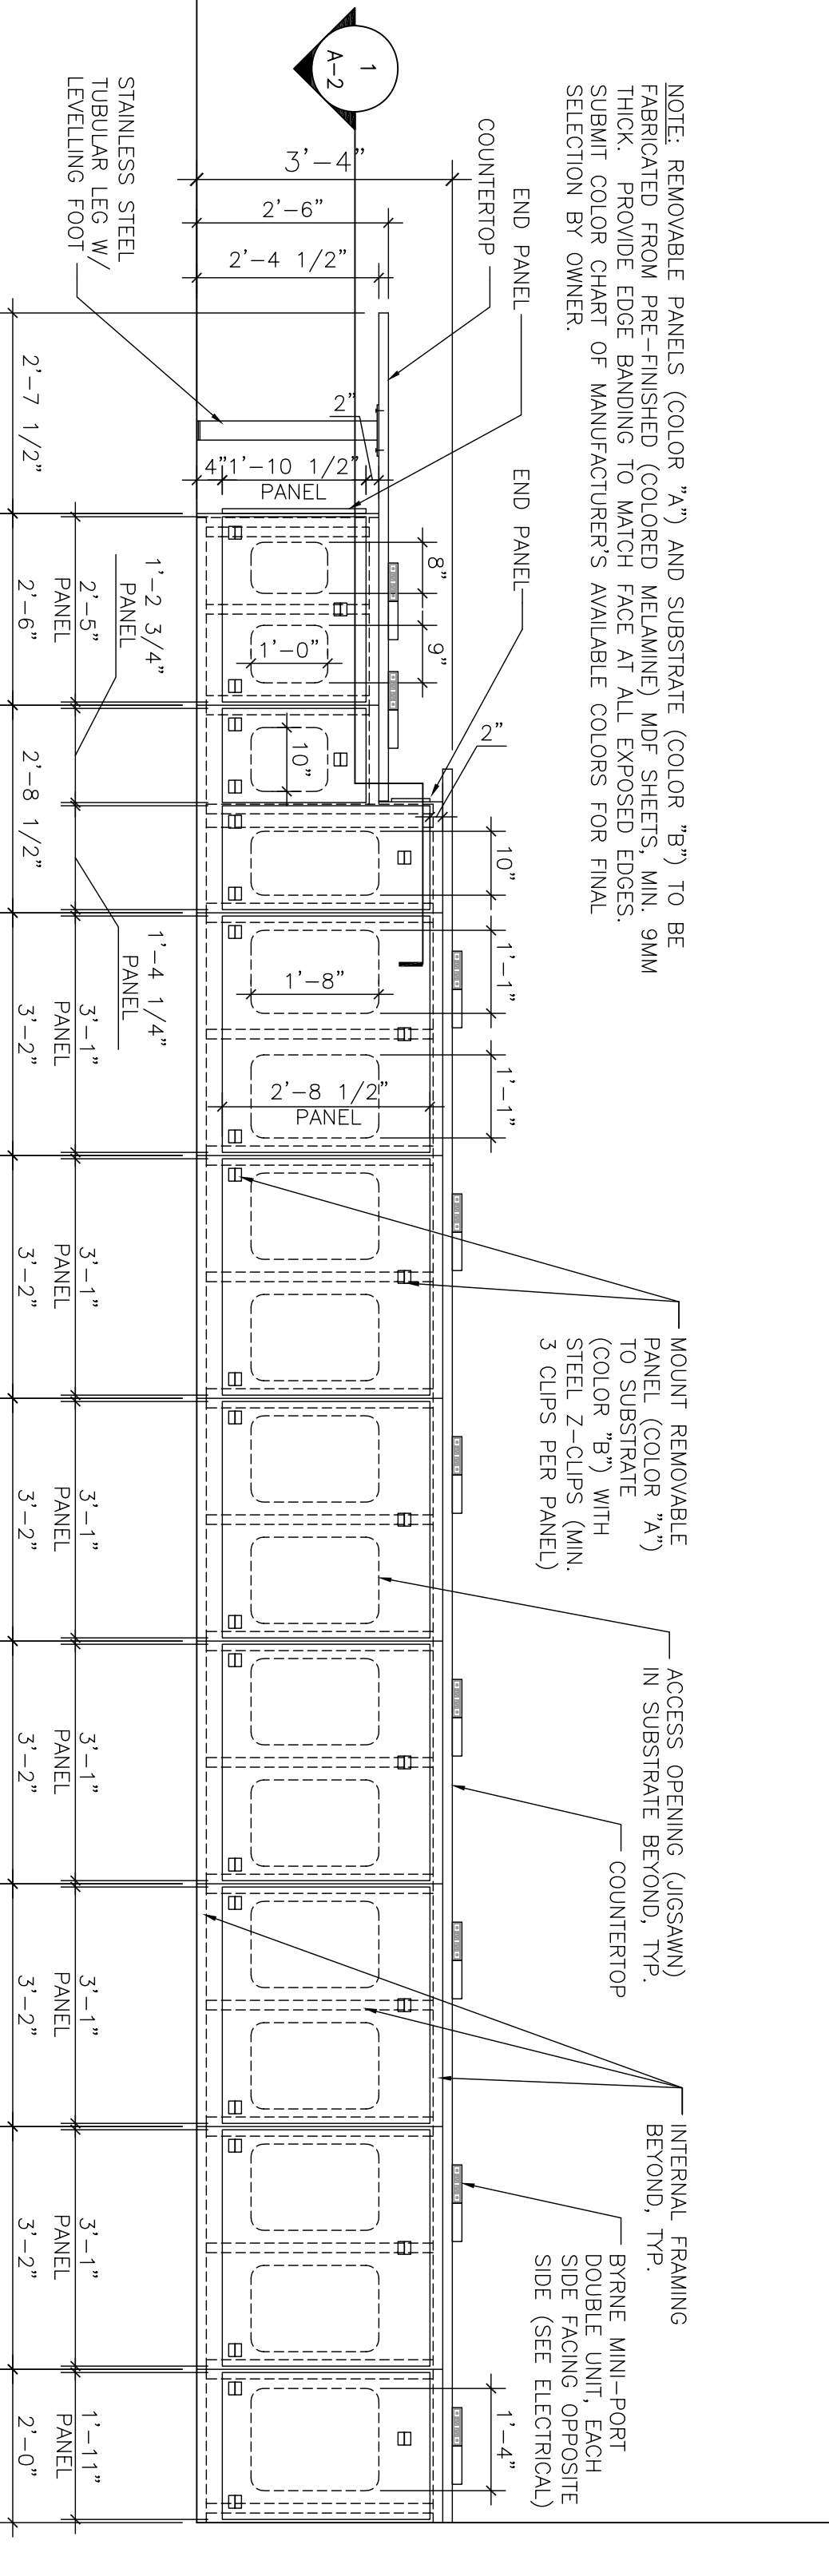 NOTE: REMOVABLE PANELS (COLOR "A") AND SUBSTRATE (COLOR "B") TO BE
FABRICATED FROM PRE-FINISHED (COLORED MELAMINE) MDF SHEETS, MIN. 9MM
THICK. PROVIDE EDGE BANDING TO MATCH FACE AT ALL EXPOSED EDGES.
SUBMIT COLOR CHART OF MANUFACTURER'S AVAILABLE COLORS FOR FINAL
SELECTION BY OWNER.
MOUNT REMOVABLE
PANEL (COLOR "A")
TO SUBSTRATE
(COLOR "B") WITH
STEEL Z-CLIPS (MIN.
3 CLIPS PER PANEL)
ACCESS OPENING (JIGSAWN)
IN SUBSTRATE BEYOND, TYP.
COUNTERTOP
INTERNAL FRAMING
BEYOND, TYP.
BYRNE MINI-PORT
DOUBLE UNIT, EACH
SIDE FACING OPPOSITE
SIDE (SEE ELECTRICAL)
END PANEL
END PANEL
COUNTERTOP
1
A-2
3'-4"
2'-6"
2'-4 1/2"
2"
4"
1'-10 1/2"
PANEL
8"
9"
1'-0"
10"
2"
10"
1'-1"
1'-1"
1'-8"
2'-8 1/2"
PANEL
1'-4"
STAINLESS STEEL
TUBULAR LEG W/
LEVELLING FOOT
1'-2 3/4"
PANEL
1'-4 1/4"
PANEL
2'-5"
PANEL
3'-1"
PANEL
3'-1"
PANEL
3'-1"
PANEL
3'-1"
PANEL
3'-1"
PANEL
3'-1"
PANEL
1'-11"
PANEL
2'-7 1/2"
2'-6"
2'-8 1/2"
3'-2"
3'-2"
3'-2"
3'-2"
3'-2"
3'-2"
2'-0"